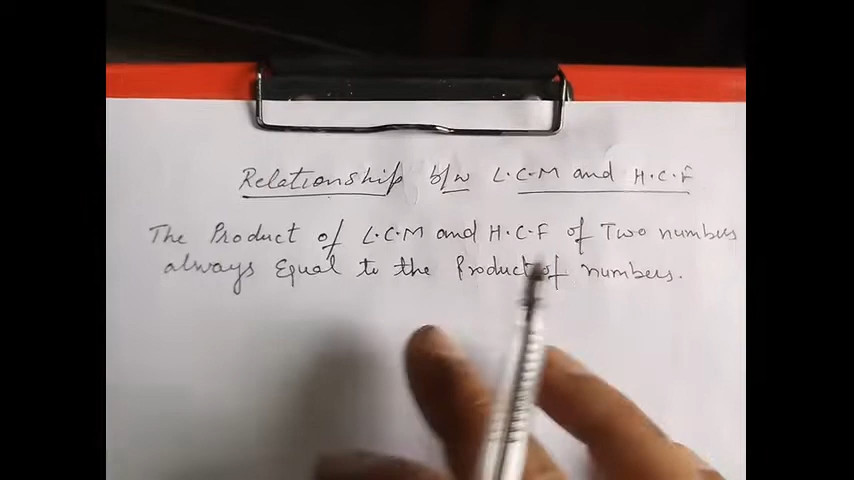 Relationship b/w L.C.M and H.C.F
The Product of L.C.M and H.C.F of Two numbers
always Equal to the Product of numbers.